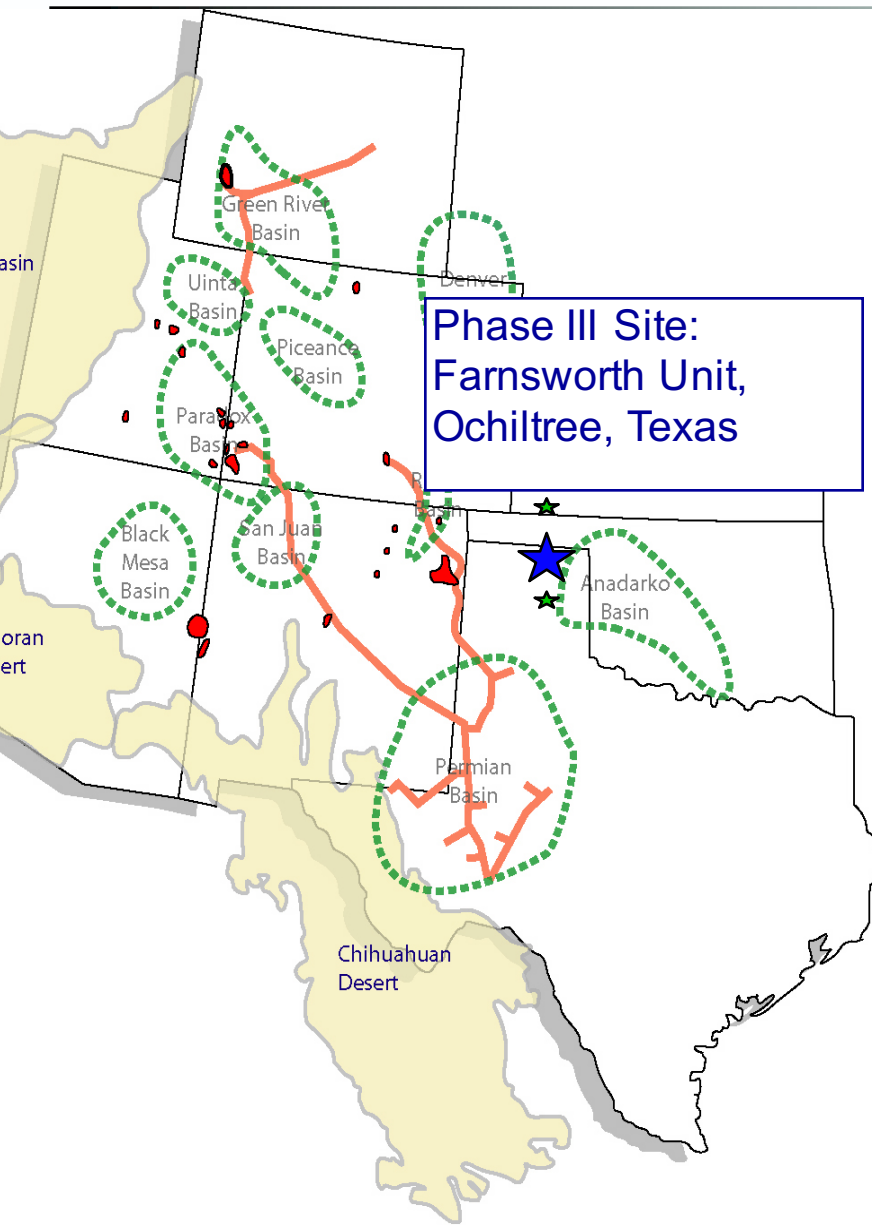 Green River
Basin
asin
Uinta
Basin
Denver
Piceance
Basin
Phase III Site:
Farnsworth Unit,
Ochiltree, Texas
Paradox
Basin
R
Basin
Black
Mesa
Basin
San Juan
Basin
Anadarko
Basin
oran
ert
Permian
Basin
Chihuahuan
Desert